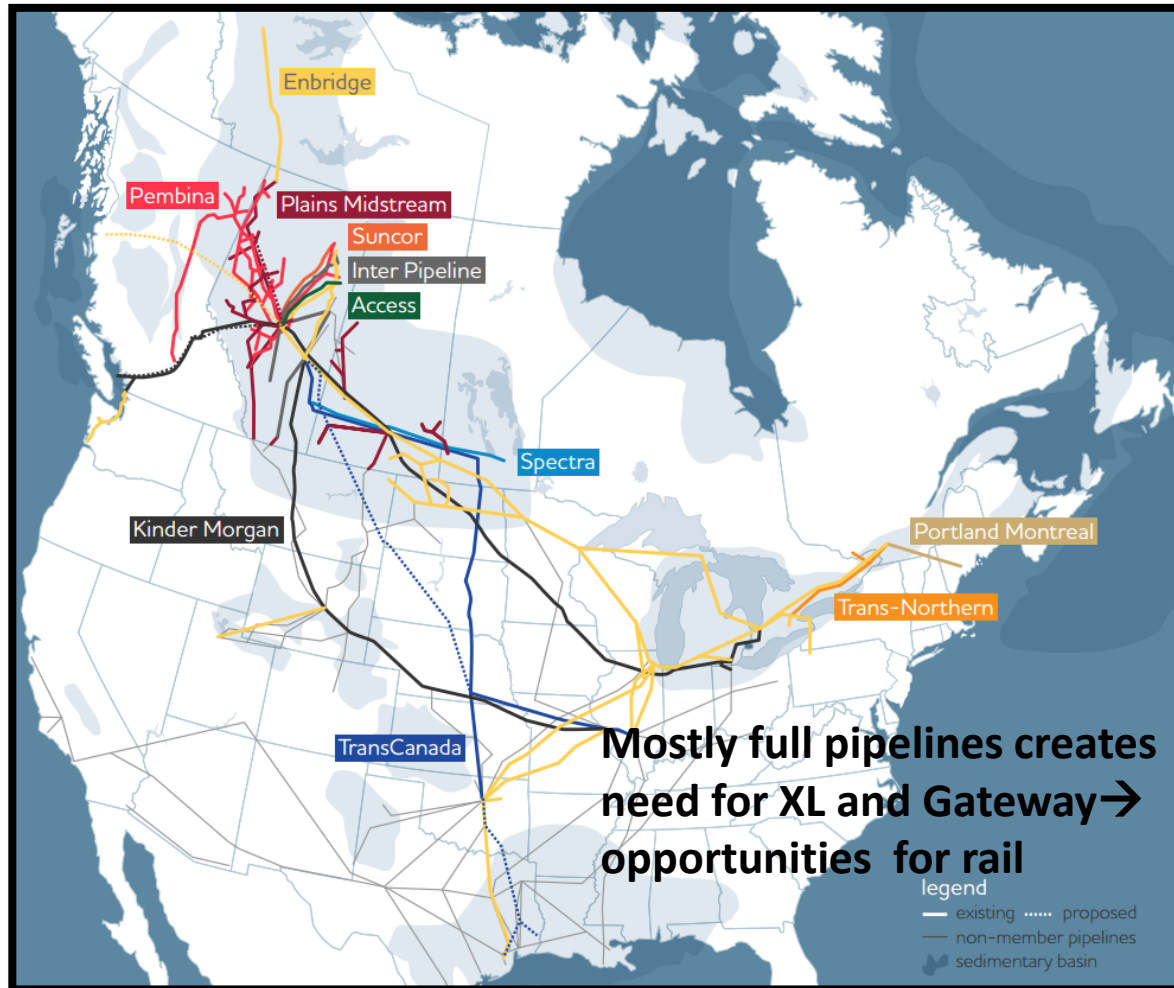 Enbridge
Pembina
Plains Midstream
Suncor
Inter Pipeline
Access
Spectra
Kinder Morgan
Portland Montreal
Trans-Northern
TransCanada
Mostly full pipelines creates
need for XL and Gateway→
opportunities for rail
legend
existing proposed
non-member pipelines
sedimentary basin